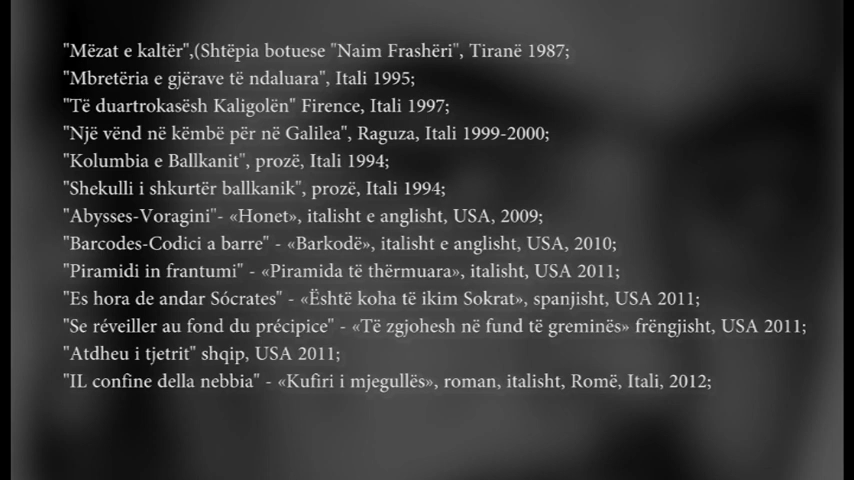 "Mëzat e kaltër",(Shtëpia botuese "Naim Frashëri", Tiranë 1987;
"Mbretëria e gjërave të ndaluara", Itali 1995;
"Të duartrokasësh Kaligolën" Firence, Itali 1997;
"Një vënd në këmbë për në Galilea", Raguza, Itali 1999-2000;
"Kolumbia e Ballkanit", prozë, Itali 1994;
"Shekulli i shkurtër ballkanik", prozë, Itali 1994;
"Abysses-Voragini"- «Honet», italisht e anglisht, USA, 2009;
"Barcodes-Codici a barre" - «Barkodë», italisht e anglisht, USA, 2010;
"Piramidi in frantumi" - «Piramida të thërmuara», italisht, USA 2011;
"Es hora de andar Sócrates" - «Është koha të ikim Sokrat», spanjisht, USA 2011;
"Se réveiller au fond du précipice" - «Të zgjohesh në fund të greminës» frëngjisht, USA 2011;
"Atdheu i tjetrit" shqip, USA 2011;
"IL confine della nebbia" - «Kufiri i mjegullës», roman, italisht, Romë, Itali, 2012;